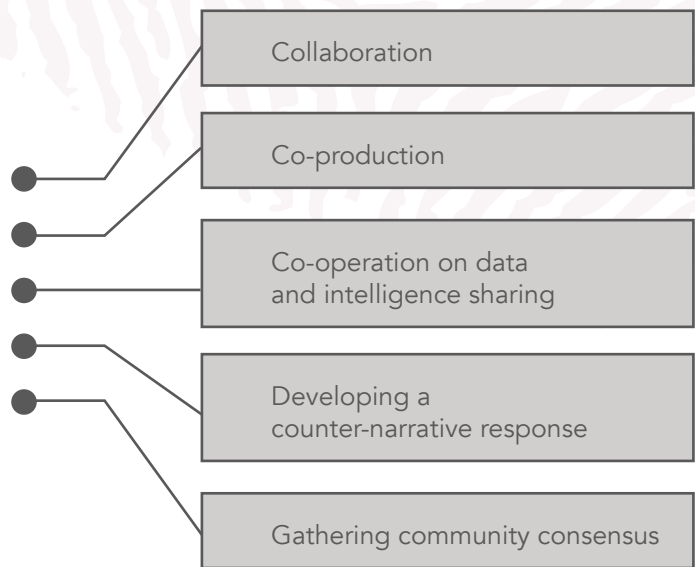 Collaboration
Co-production
Co-operation on data
and intelligence sharing
Developing a
counter-narrative response
Gathering community consensus